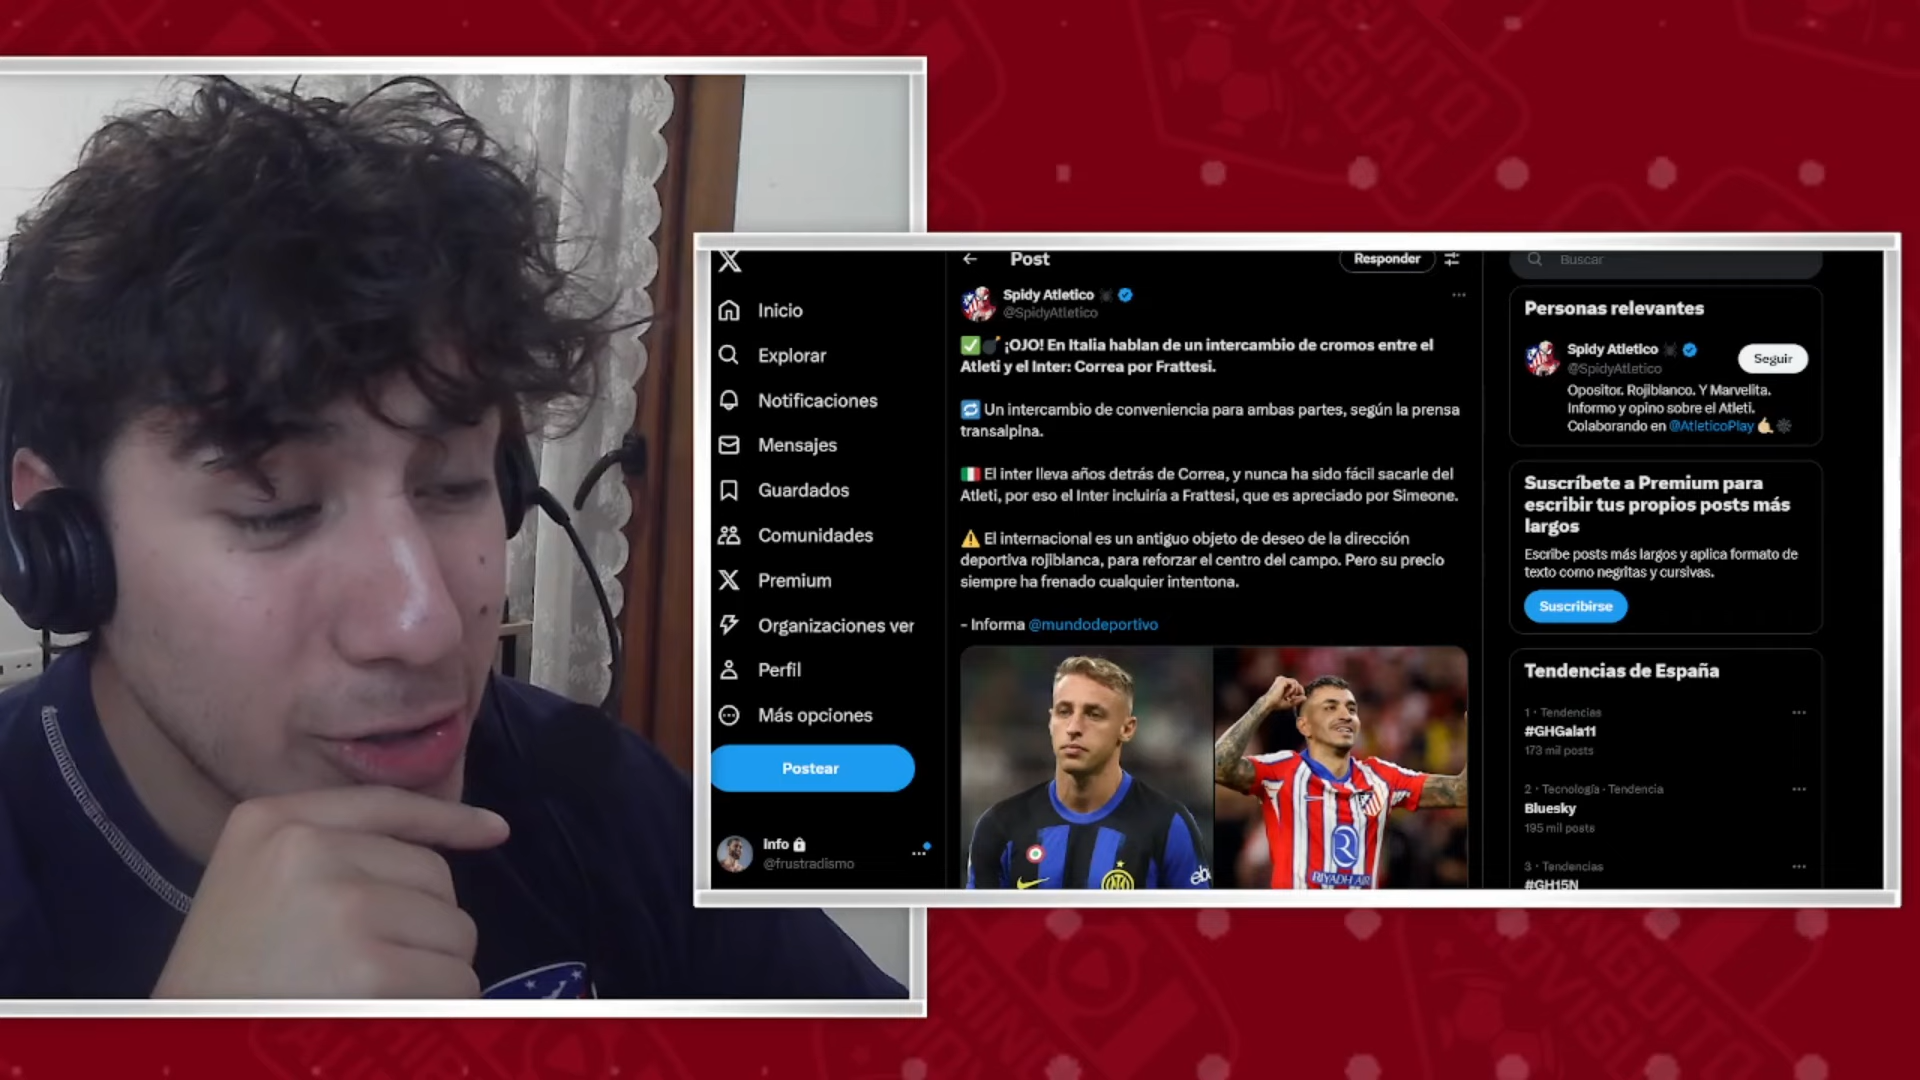 Post
Responder
Buscar
Inicio
Explorar
Notificaciones
Mensajes
Guardados
Comunidades
Premium
Organizaciones ver
Perfil
Más opciones
Postear
Info
@frustradismo
Spidy Atletico
@SpidyAtletico
¡OJO! En Italia hablan de un intercambio de cromos entre el
Atleti y el Inter: Correa por Frattesi.
Un intercambio de conveniencia para ambas partes, según la prensa
transalpina.
El inter lleva años detrás de Correa, y nunca ha sido fácil sacarle del
Atleti, por eso el Inter incluiría a Frattesi, que es apreciado por Simeone.
El internacional es un antiguo objeto de deseo de la dirección
deportiva rojiblanca, para reforzar el centro del campo. Pero su precio
siempre ha frenado cualquier intentona.
- Informa @mundodeportivo
RIYADH AIR
Personas relevantes
Spidy Atletico
@SpidyAtletico
Seguir
Opositor. Rojiblanco. Y Marvelita.
Informo y opino sobre el Atleti.
Colaborando en @AtleticoPlay
Suscríbete a Premium para
escribir tus propios posts más
largos
Escribe posts más largos y aplica formato de
texto como negritas y cursivas.
Suscribirse
Tendencias de España
1 · Tendencias
#GHGala11
173 mil posts
2 · Tecnología · Tendencia
Bluesky
195 mil posts
3 · Tendencias
#GH15N